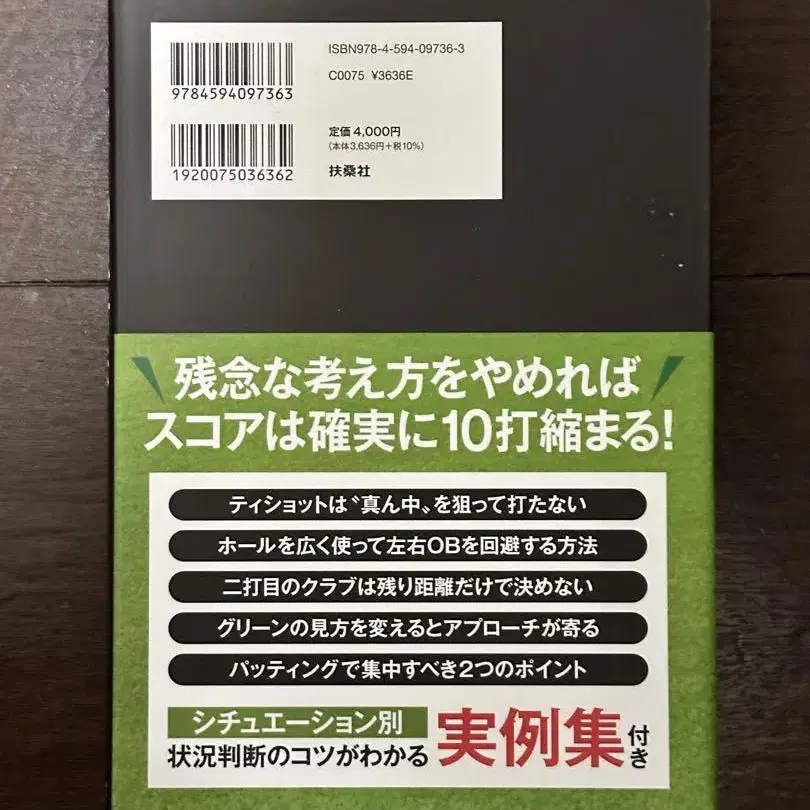 ISBN978-4-594-09736-3
C0075 ¥3636E
9784594097363
定価4,000円
(本体3,636円+税10%)
1920075036362
扶桑社
残念な考え方をやめれば
スコアは確実に10打縮まる!
ティショットは〝真ん中〟を狙って打たない
ホールを広く使って左右OBを回避する方法
二打目のクラブは残り距離だけで決めない
グリーンの見方を変えるとアプローチが寄る
パッティングで集中すべき2つのポイント
シチュエーション別
状況判断のコツがわかる
実例集付き